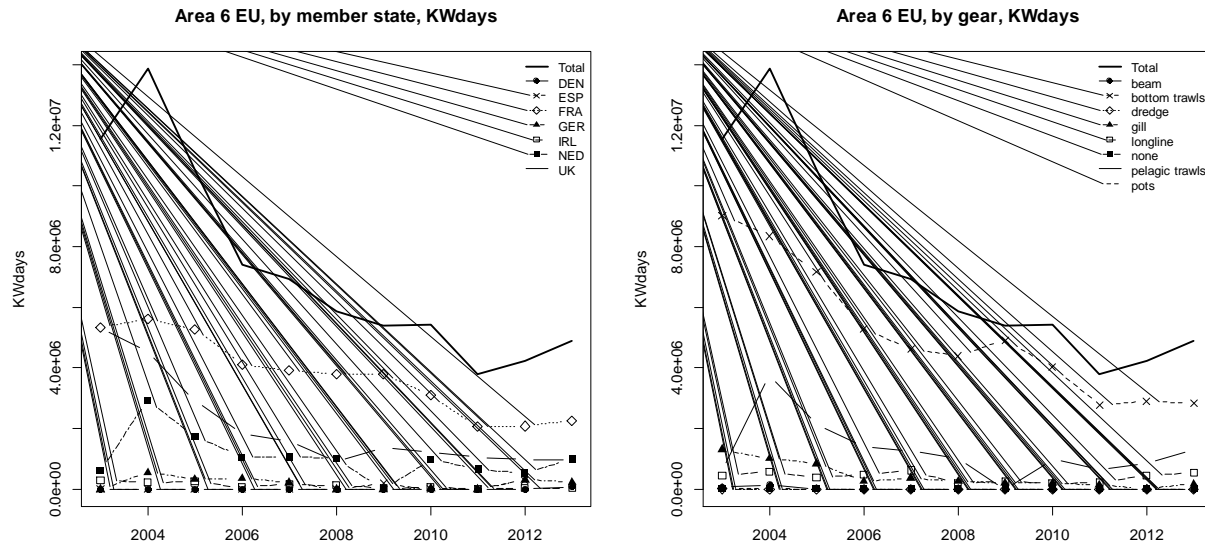 Area 6 EU, by member state, KWdays
KWdays
0.0e+00
4.0e+06
8.0e+06
1.2e+07
2004
2006
2008
2010
2012
Total
DEN
ESP
FRA
GER
IRL
NED
UK
Area 6 EU, by gear, KWdays
KWdays
0.0e+00
4.0e+06
8.0e+06
1.2e+07
2004
2006
2008
2010
2012
Total
beam
bottom trawls
dredge
gill
longline
none
pelagic trawls
pots